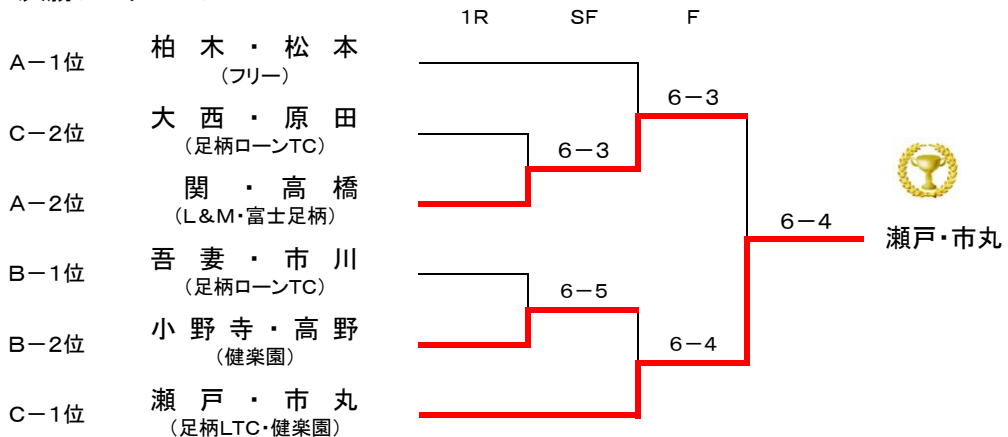 1R SF F
A－1位 柏木・松本
（フリー）
6－3
C－2位 大西・原田
（足柄ローンTC）
6－3
A－2位 関・高橋
（L＆M・富士足柄）
6－4
瀬戸・市丸
B－1位 吾妻・市川
（足柄ローンTC）
6－5
B－2位 小野寺・高野
（健楽園）
6－4
C－1位 瀬戸・市丸
（足柄LTC・健楽園）